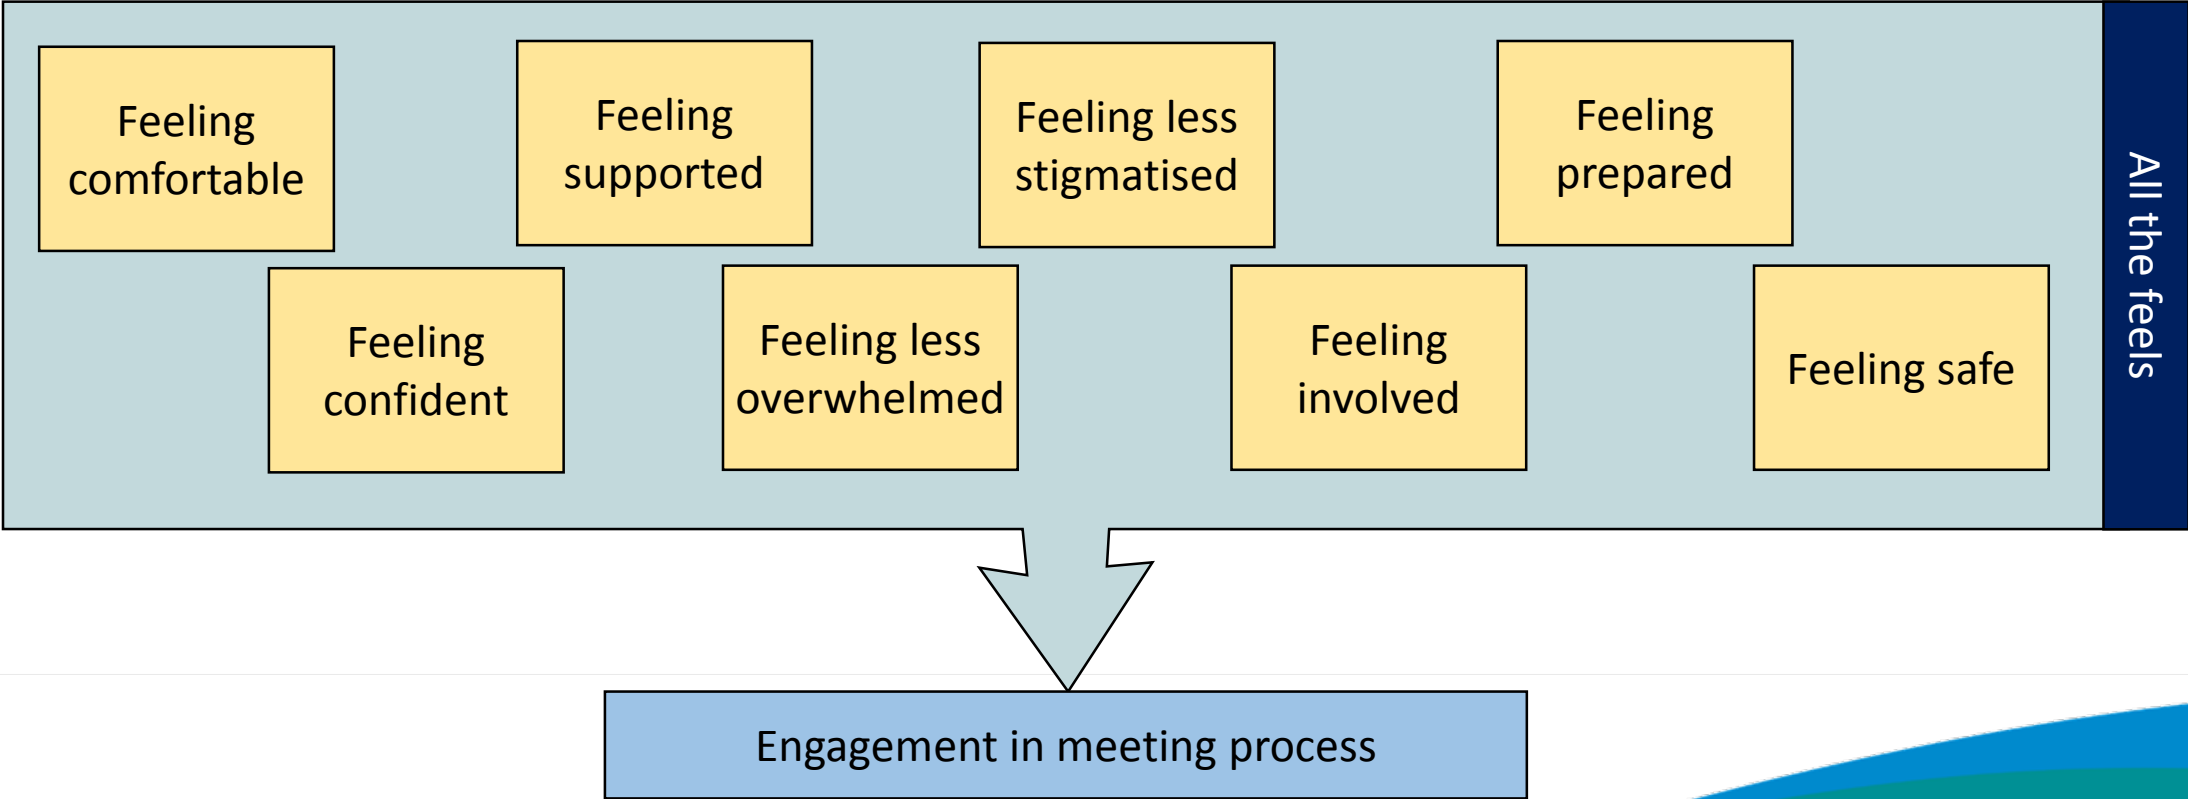 Feeling
comfortable
Feeling
supported
Feeling less
stigmatised
Feeling
prepared
Feeling
confident
Feeling less
overwhelmed
Feeling
involved
Feeling safe
All the feels
Engagement in meeting process